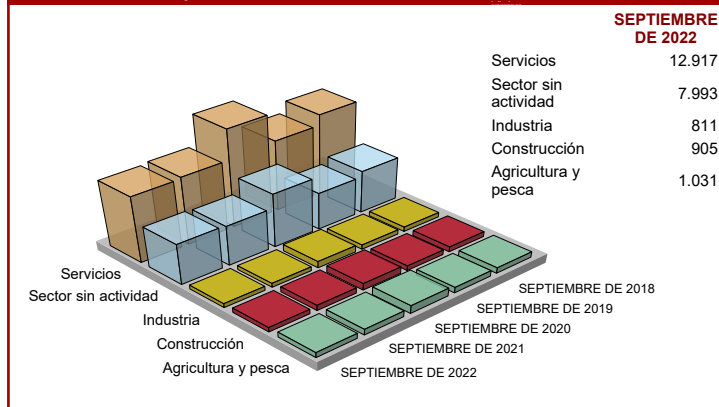 SEPTIEMBRE
DE 2022
Servicios 12.917
Sector sin
actividad 7.993
Industria 811
Construcción 905
Agricultura y
pesca 1.031
Servicios
Sector sin actividad
Industria
Construcción
Agricultura y pesca
SEPTIEMBRE DE 2018
SEPTIEMBRE DE 2019
SEPTIEMBRE DE 2020
SEPTIEMBRE DE 2021
SEPTIEMBRE DE 2022